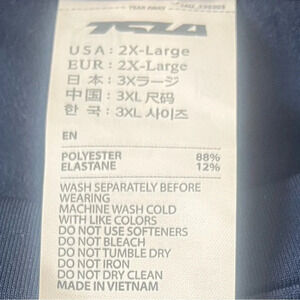 TEAR AWAY
TSLA
USA: 2X-Large
EUR: 2X-Large
日 本: 3Xラージ
中国: 3XL 尺码
한 국: 3XL 사이즈
EN
POLYESTER 88%
ELASTANE 12%
WASH SEPARATELY BEFORE
WEARING
MACHINE WASH COLD
WITH LIKE COLORS
DO NOT USE SOFTENERS
DO NOT BLEACH
DO NOT TUMBLE DRY
DO NOT IRON
DO NOT DRY CLEAN
MADE IN VIETNAM